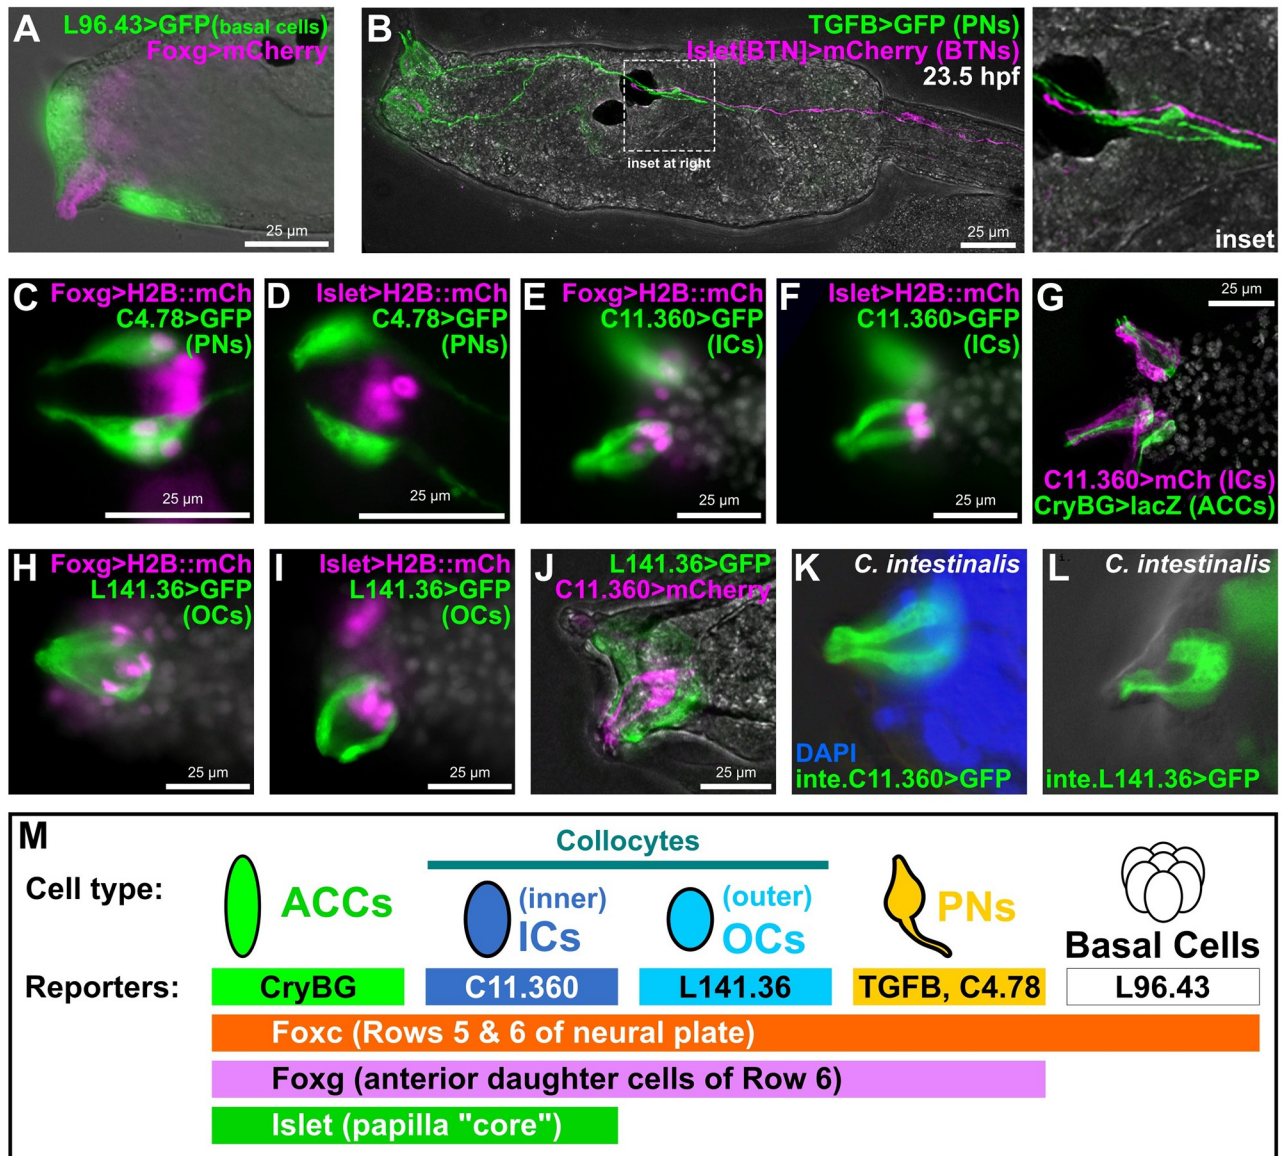 A
L96.43>GFP(basal cells)
Foxg>mCherry
25 µm
B
TGFB>GFP (PNs)
Islet[BTN]>mCherry (BTNs)
23.5 hpf
inset at right
25 µm
inset
C
Foxg>H2B::mCh
C4.78>GFP
(PNs)
25 µm
D
Islet>H2B::mCh
C4.78>GFP
(PNs)
25 µm
E
Foxg>H2B::mCh
C11.360>GFP
(ICs)
25 µm
F
Islet>H2B::mCh
C11.360>GFP
(ICs)
25 µm
G
25 µm
C11.360>mCh (ICs)
CryBG>lacZ (ACCs)
H
Foxg>H2B::mCh
L141.36>GFP
(OCs)
25 µm
I
Islet>H2B::mCh
L141.36>GFP
(OCs)
25 µm
J
L141.36>GFP
C11.360>mCherry
25 µm
K
C. intestinalis
DAPI
inte.C11.360>GFP
L
C. intestinalis
inte.L141.36>GFP
M
Collocytes
Cell type:
ACCs
(inner)
ICs
(outer)
OCs
PNs
Basal Cells
Reporters:
CryBG
C11.360
L141.36
TGFB, C4.78
L96.43
Foxc (Rows 5 & 6 of neural plate)
Foxg (anterior daughter cells of Row 6)
Islet (papilla "core")